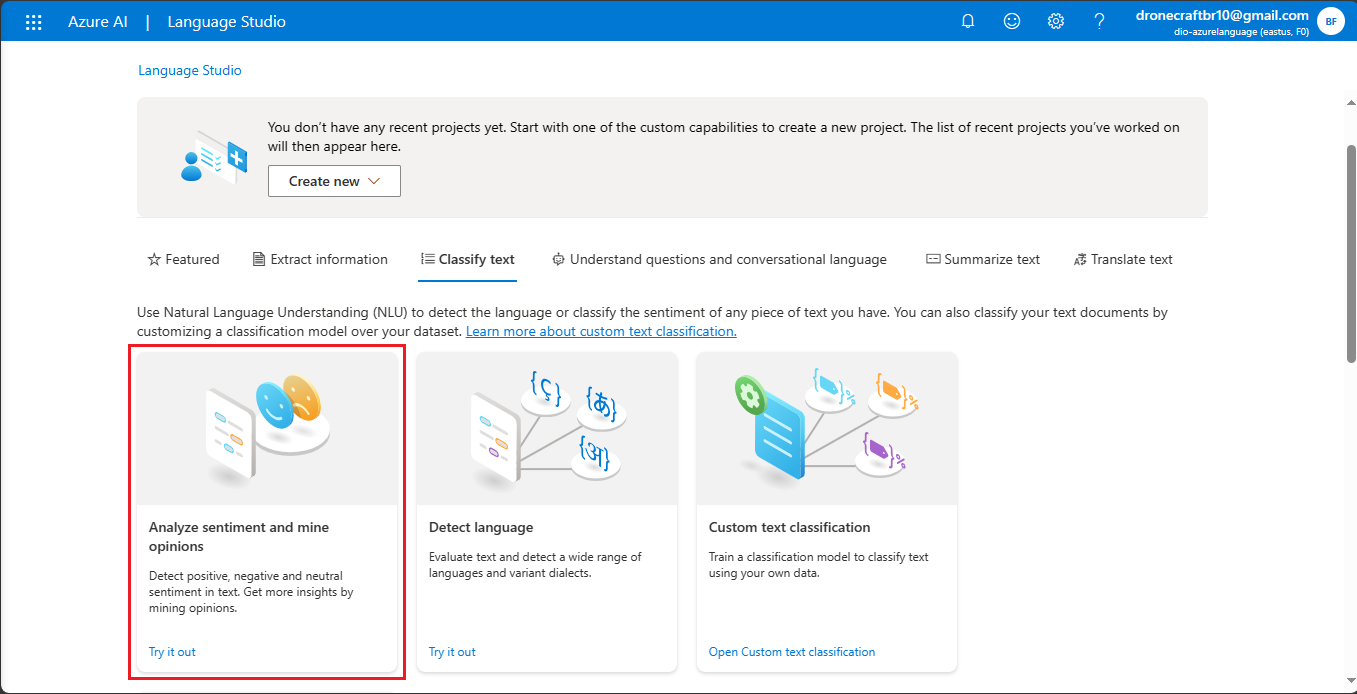 Azure AI | Language Studio
dronecraftbr10@gmail.com
dio-azurelanguage (eastus, F0)
BF
Language Studio
You don't have any recent projects yet. Start with one of the custom capabilities to create a new project. The list of recent projects you've worked on
will then appear here.
Create new
Featured
Extract information
Classify text
Understand questions and conversational language
Summarize text
Translate text
Use Natural Language Understanding (NLU) to detect the language or classify the sentiment of any piece of text you have. You can also classify your text documents by
customizing a classification model over your dataset. Learn more about custom text classification.
{ç}
{あ}
{अ}
%
%
%
Analyze sentiment and mine
opinions
Detect positive, negative and neutral
sentiment in text. Get more insights by
mining opinions.
Try it out
Detect language
Evaluate text and detect a wide range of
languages and variant dialects.
Try it out
Custom text classification
Train a classification model to classify text
using your own data.
Open Custom text classification